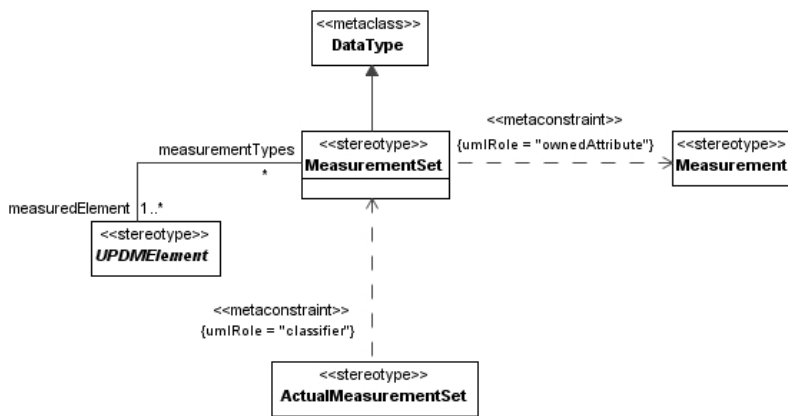 <<metaclass>>
DataType
<<metaconstraint>>
{umlRole = "ownedAttribute"}
measurementTypes
*
<<stereotype>>
MeasurementSet
<<stereotype>>
Measurement
measuredElement
1..*
<<stereotype>>
UPDMElement
<<metaconstraint>>
{umlRole = "classifier"}
<<stereotype>>
ActualMeasurementSet